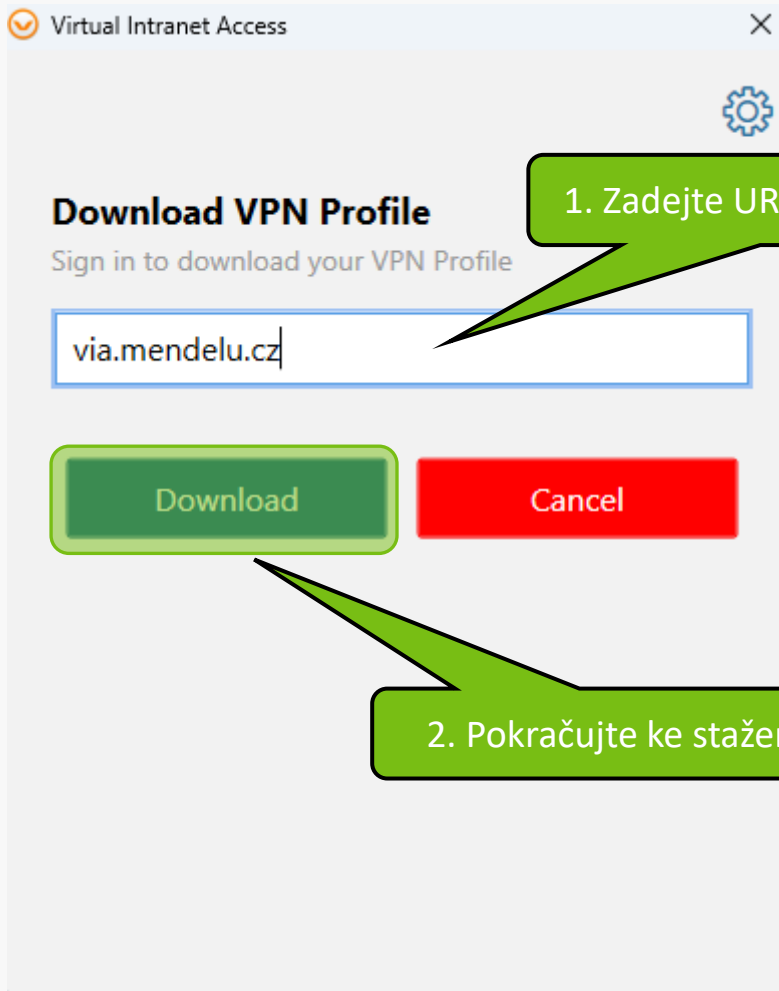 Virtual Intranet Access
Download VPN Profile
1. Zadejte UR
Sign in to download your VPN Profile
via.mendelu.cz
Download
Cancel
2. Pokračujte ke stažen